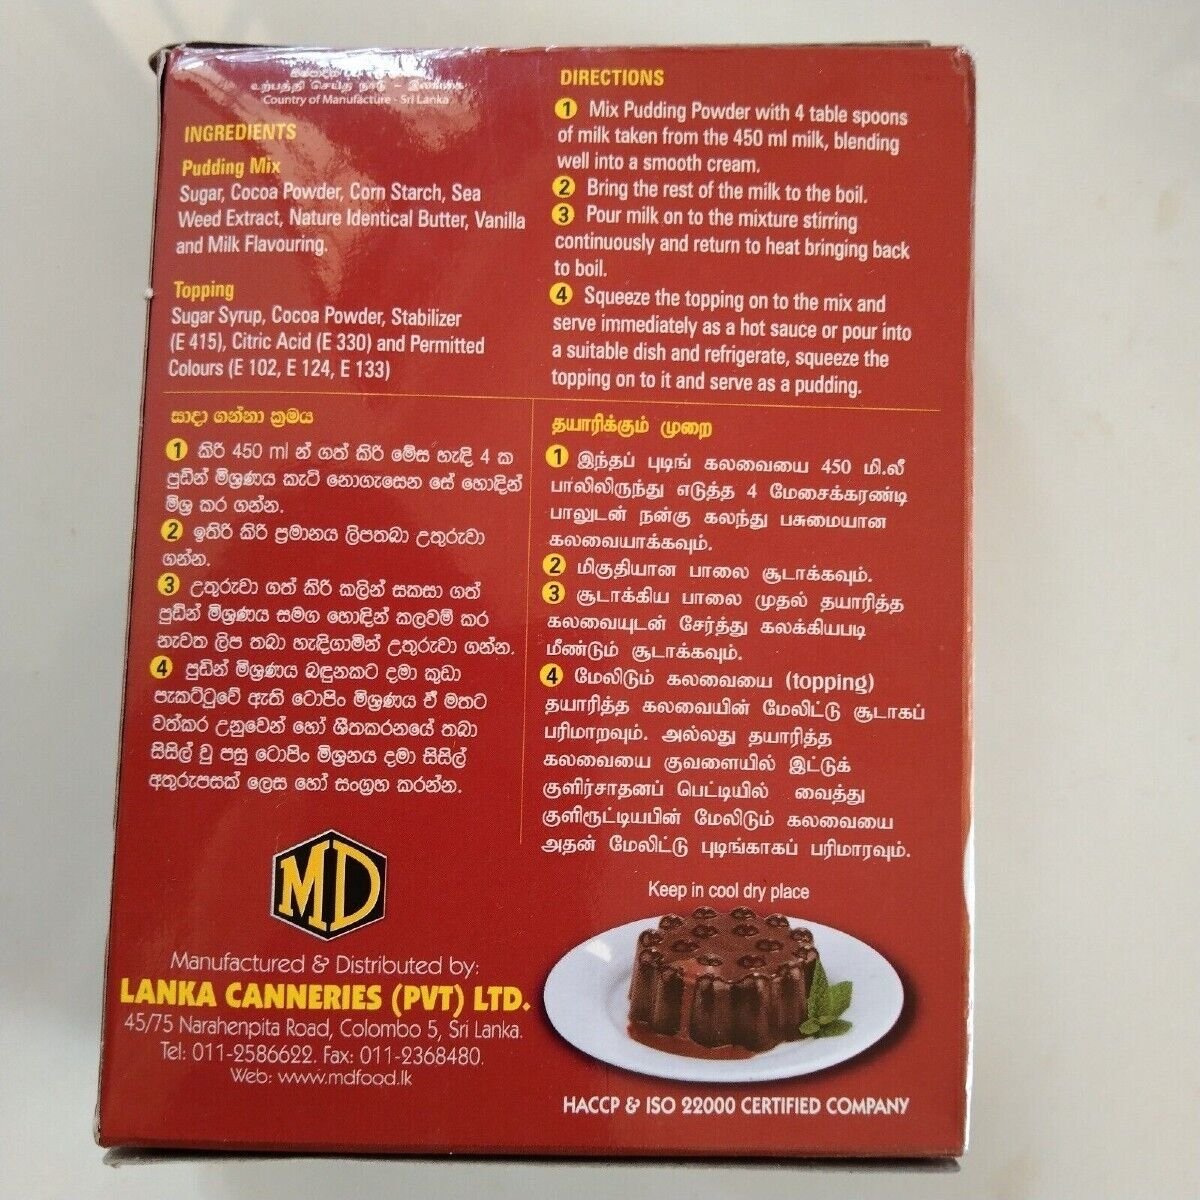 உற்பத்தி செய்த நாடு - இலங்கை
Country of Manufacture - Sri Lanka
INGREDIENTS
Pudding Mix
Sugar, Cocoa Powder, Corn Starch, Sea
Weed Extract, Nature Identical Butter, Vanilla
and Milk Flavouring.
Topping
Sugar Syrup, Cocoa Powder, Stabilizer
(E 415), Citric Acid (E 330) and Permitted
Colours (E 102, E 124, E 133)
DIRECTIONS
1 Mix Pudding Powder with 4 table spoons
of milk taken from the 450 ml milk, blending
well into a smooth cream.
2 Bring the rest of the milk to the boil.
3 Pour milk on to the mixture stirring
continuously and return to heat bringing back
to boil.
4 Squeeze the topping on to the mix and
serve immediately as a hot sauce or pour into
a suitable dish and refrigerate, squeeze the
topping on to it and serve as a pudding.
සාදා ගන්නා ක්‍රමය
1 කිරි 450 ml න් ගත් කිරි මේස හැඳි 4 ක
පුඩින් මිශ්‍රණය කැටි නොගැසෙන සේ හොඳින්
මිශ්‍ර කර ගන්න.
2 ඉතිරි කිරි ප්‍රමානය ලිපතබා උතුරුවා
ගන්න.
3 උතුරුවා ගත් කිරි කලින් සකසා ගත්
පුඩින් මිශ්‍රණය සමග හොඳින් කලවම් කර
නැවත ලිප තබා හැඳිගාමින් උතුරුවා ගන්න.
4 පුඩින් මිශ්‍රණය බඳුනකට දමා කුඩා
පැකට්ටුවේ ඇති ටොපිං මිශ්‍රණය ඒ මතට
වත්කර උනුවෙන් හෝ ශීතකරනයේ තබා
සිසිල් වූ පසු ටොපිං මිශ්‍රනය දමා සිසිල්
අතුරුපසක් ලෙස හෝ සංග්‍රහ කරන්න.
தயாரிக்கும் முறை
1 இந்தப் புடிங் கலவையை 450 மி.லீ
பாலிலிருந்து எடுத்த 4 மேசைக்கரண்டி
பாலுடன் நன்கு கலந்து பசுமையான
கலவையாக்கவும்.
2 மிகுதியான பாலை சூடாக்கவும்.
3 சூடாக்கிய பாலை முதல் தயாரித்த
கலவையுடன் சேர்த்து கலக்கியபடி
மீண்டும் சூடாக்கவும்.
4 மேலிடும் கலவையை (topping)
தயாரித்த கலவையின் மேலிட்டு சூடாகப்
பரிமாறவும். அல்லது தயாரித்த
கலவையை குவளையில் இட்டுக்
குளிர்சாதனப் பெட்டியில் வைத்து
குளிரூட்டியபின் மேலிடும் கலவையை
அதன் மேலிட்டு புடிங்காகப் பரிமாரவும்.
MD
Manufactured & Distributed by:
LANKA CANNERIES (PVT) LTD.
45/75 Narahenpita Road, Colombo 5, Sri Lanka.
Tel: 011-2586622. Fax: 011-2368480.
Web: www.mdfood.lk
Keep in cool dry place
HACCP & ISO 22000 CERTIFIED COMPANY